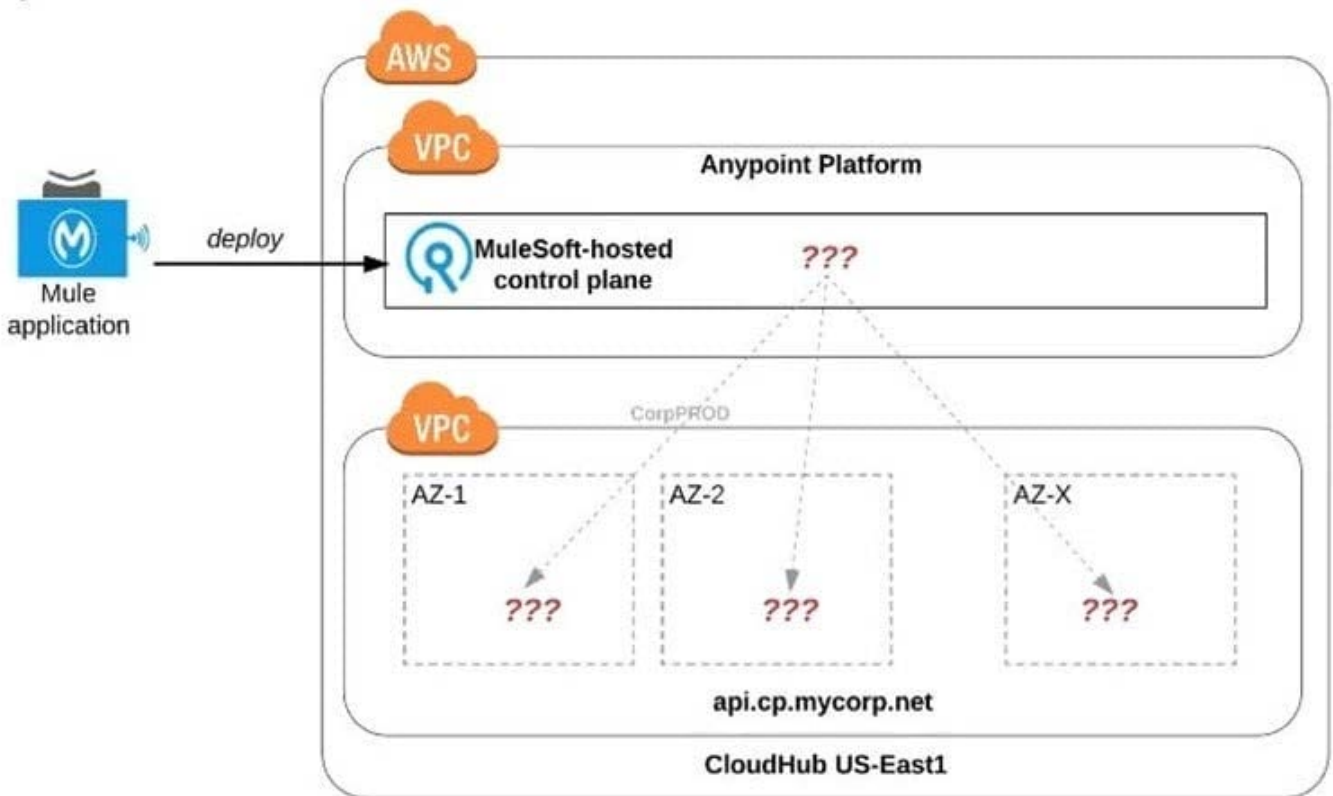 AWS
VPC
Anypoint Platform
deploy
MuleSoft-hosted
control plane
???
Mule
application
CorpPROD
VPC
AZ-1
AZ-2
AZ-X
???
???
???
api.cp.mycorp.net
CloudHub US-East1